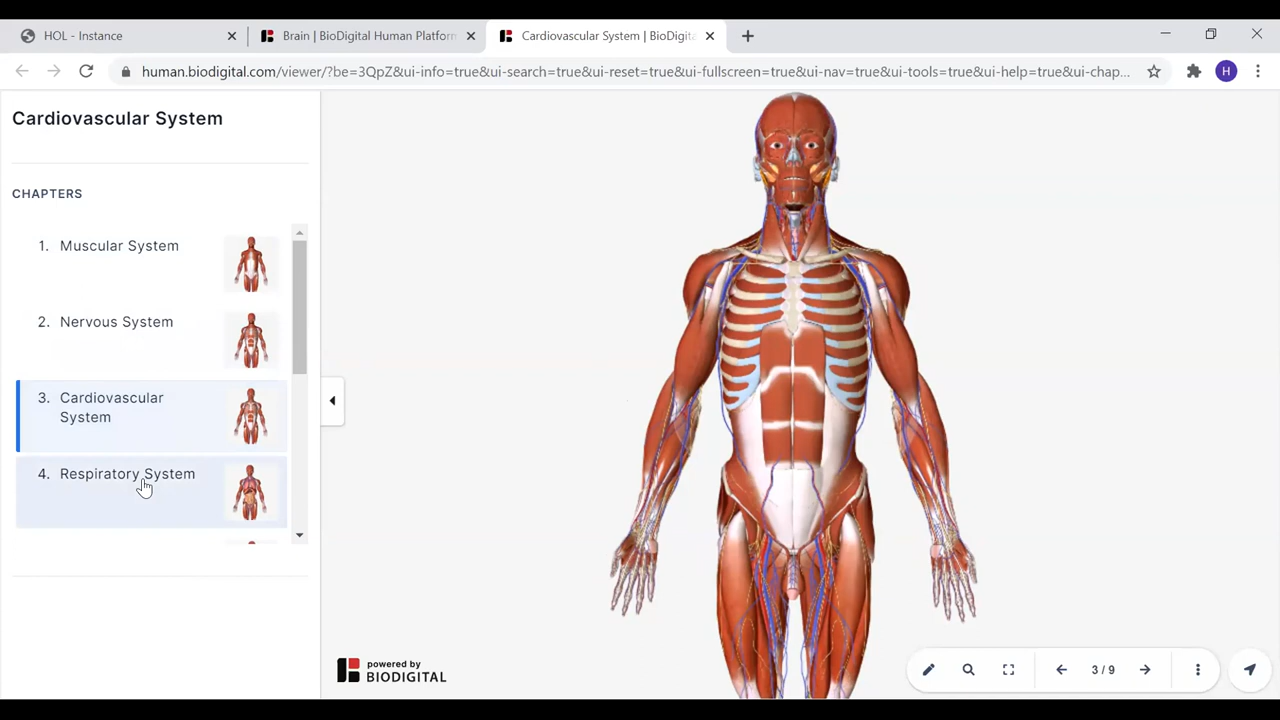 HOL - Instance
Brain | BioDigital Human Platform
Cardiovascular System | BioDigita
human.biodigital.com/viewer/?be=3QpZ&ui-info=true&ui-search=true&ui-reset=true&ui-fullscreen=true&ui-nav=true&ui-tools=true&ui-help=true&ui-chap...
H
Cardiovascular System
CHAPTERS
1. Muscular System
2. Nervous System
3. Cardiovascular
System
4. Respiratory System
powered by
BIODIGITAL
3 / 9